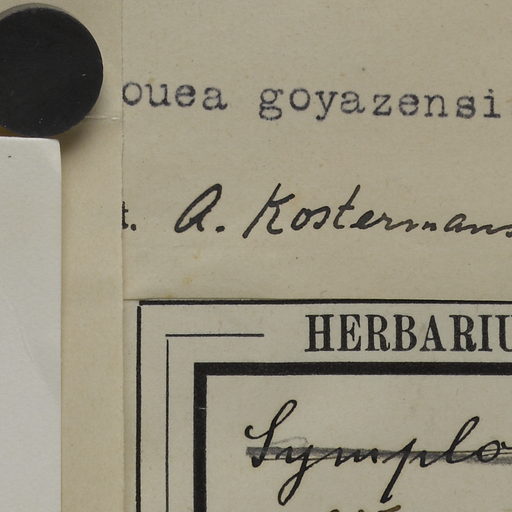 ouea goyazensi
t. A. Kostermans
HERBARIU
Symplo